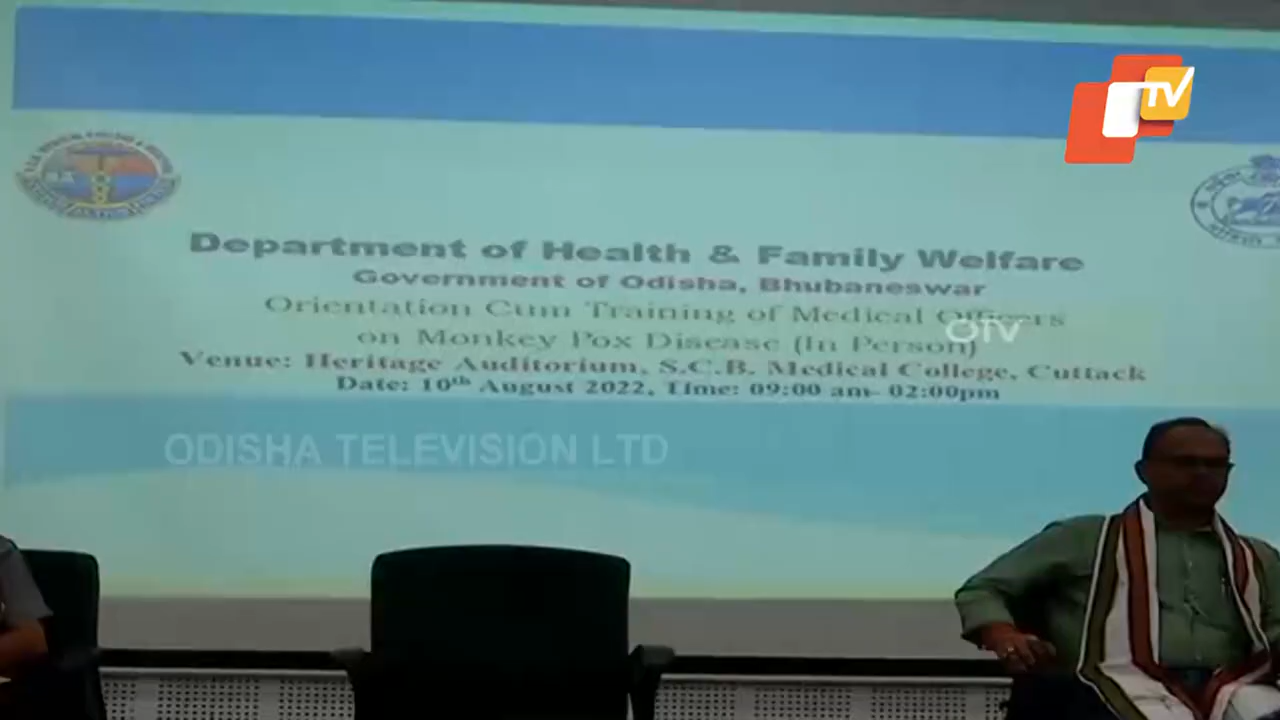 TV
Department of Health & Family Welfare
Government of Odisha, Bhubaneswar
Orientation Cum Training of Medical Officers
on Monkey Pox Disease (In Person)
OTV
Venue: Heritage Auditorium, S.C.B. Medical College, Cuttack
Date: 10th August 2022, Time: 09:00 am- 02:00pm
ODISHA TELEVISION LTD